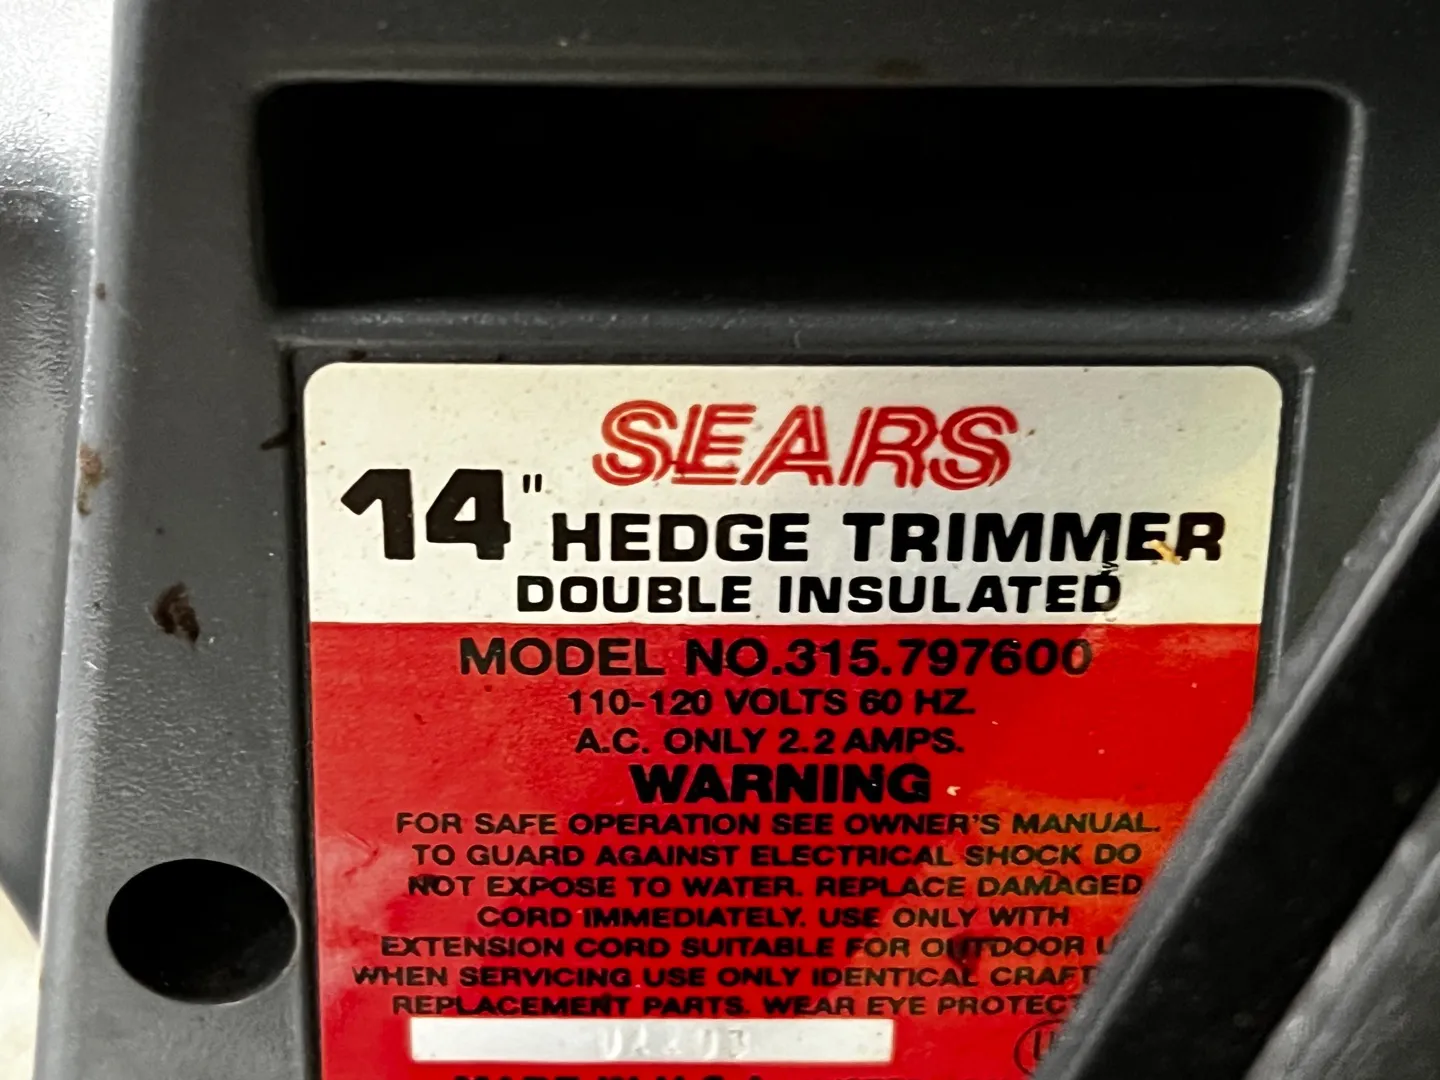 SEARS
14" HEDGE TRIMMER
DOUBLE INSULATED
MODEL NO.315.797600
110-120 VOLTS 60 HZ.
A.C. ONLY 2.2 AMPS.
WARNING
FOR SAFE OPERATION SEE OWNER'S MANUAL.
TO GUARD AGAINST ELECTRICAL SHOCK DO
NOT EXPOSE TO WATER. REPLACE DAMAGED
CORD IMMEDIATELY. USE ONLY WITH
EXTENSION CORD SUITABLE FOR OUTDOOR
WHEN SERVICING USE ONLY IDENTICAL
REPLACEMENT PARTS. WEAR EYE